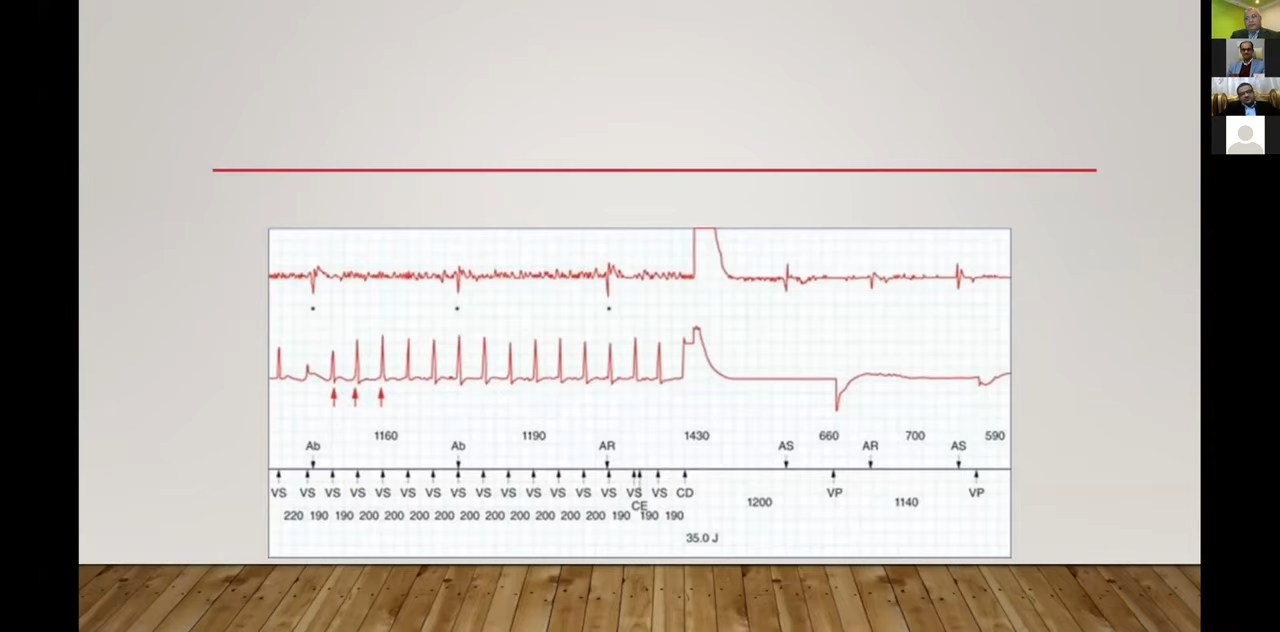 1160 1190 1430 660 700 590
Ab Ab AR AS AR AS
VS VS VS VS VS VS VS VS VS VS VS VS VS VS VS VS CD VP VP
CE
1200 1140
220 190 190 200 200 200 200 200 200 200 200 200 200 190 190 190
35.0 J